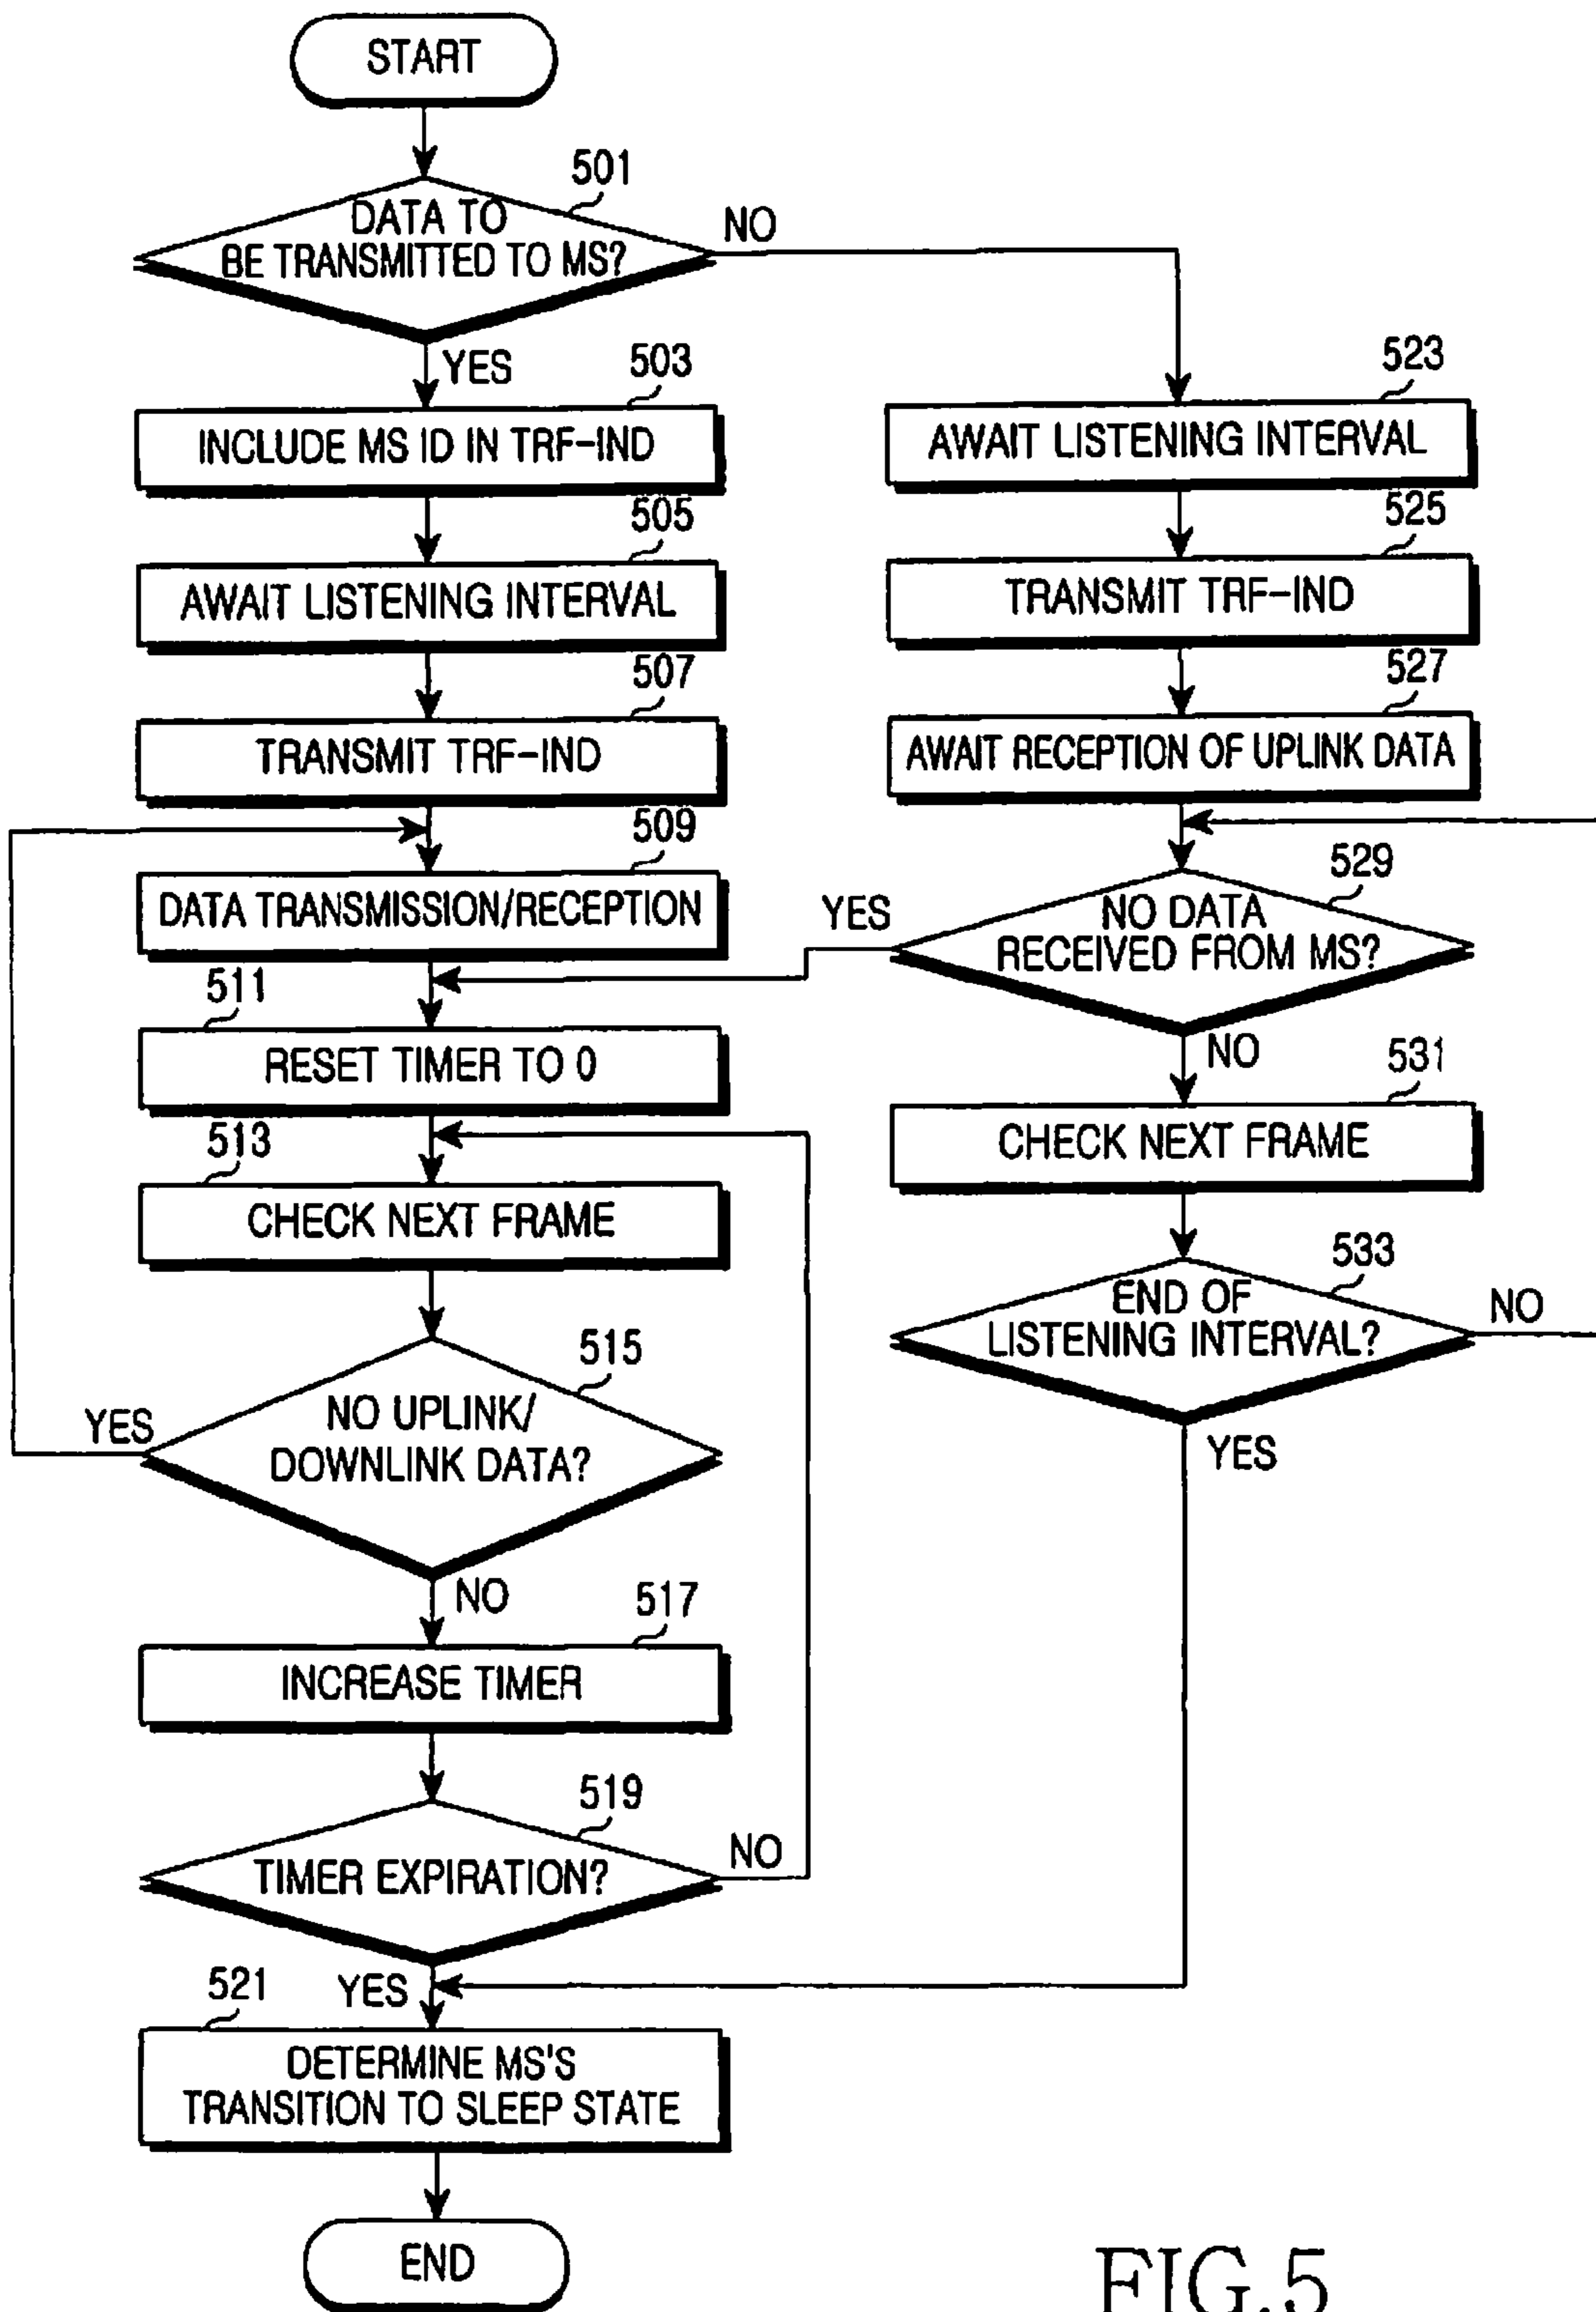 START
501
DATA TO
BE TRANSMITTED TO MS?
NO
YES
503
INCLUDE MS ID IN TRF-IND
505
AWAIT LISTENING INTERVAL
507
TRANSMIT TRF-IND
509
DATA TRANSMISSION/RECEPTION
511
RESET TIMER TO 0
513
CHECK NEXT FRAME
515
NO UPLINK/
DOWNLINK DATA?
YES
NO
517
INCREASE TIMER
519
TIMER EXPIRATION?
NO
YES
521
DETERMINE MS'S
TRANSITION TO SLEEP STATE
END
523
AWAIT LISTENING INTERVAL
525
TRANSMIT TRF-IND
527
AWAIT RECEPTION OF UPLINK DATA
529
NO DATA
RECEIVED FROM MS?
YES
NO
531
CHECK NEXT FRAME
533
END OF
LISTENING INTERVAL?
NO
YES
FIG.5